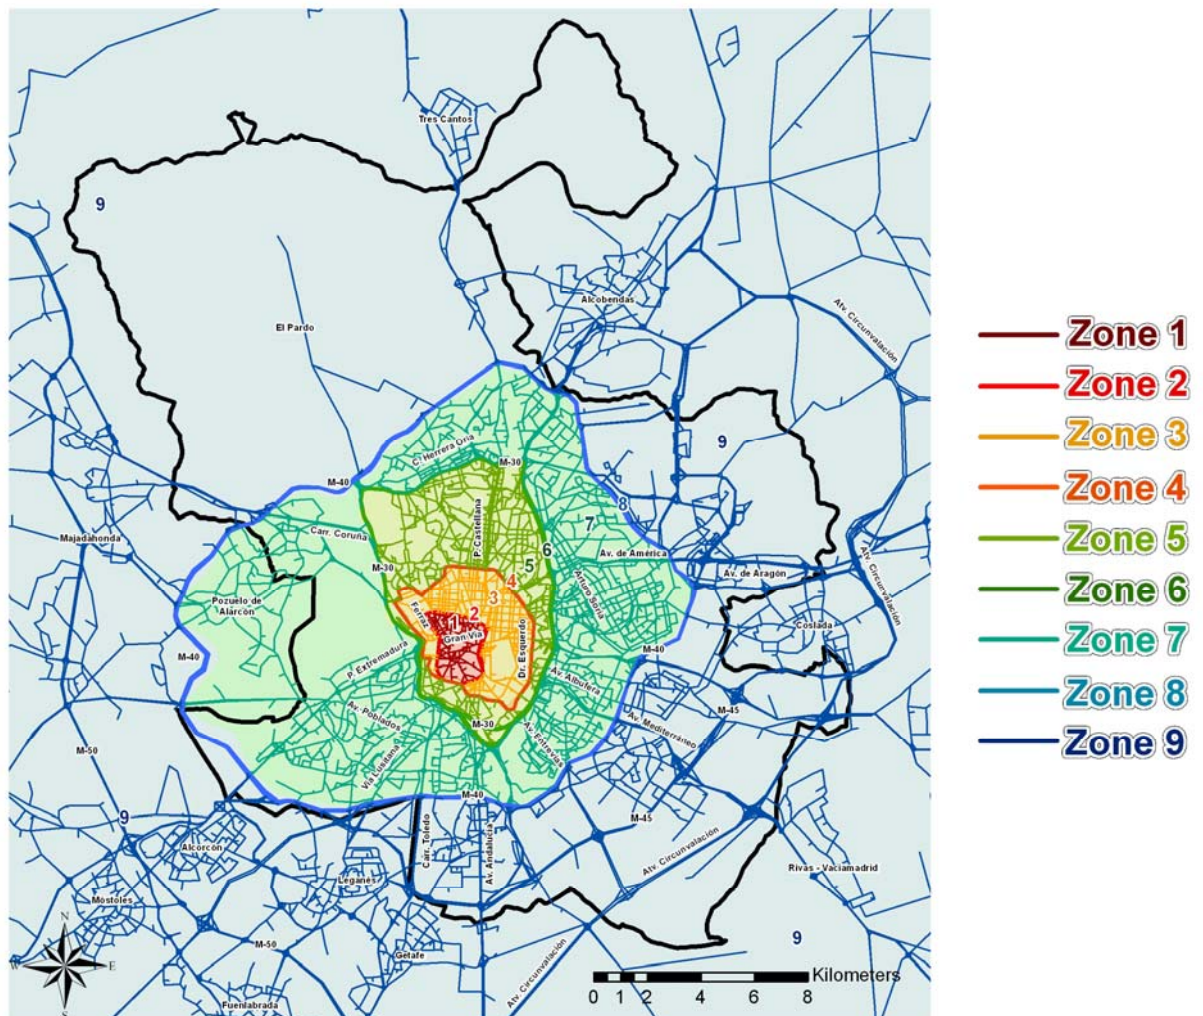 Tres Cantos
9
El Pardo
Alcobendas
Atv. Circunvalación
9
C. Herrera Oria
M-30
M-40
8
7
Majadahonda
Carr. Coruña
P. Castellana
6
Av. de América
Atv. Circunvalación
M-30
5
4
Av. de Aragón
Arturo Soria
3
Pozuelo de
Alarcón
Ferraz
2
1
Gran Vía
Coslada
Dr. Esquerdo
M-40
M-40
P. Extremadura
Av. Albufera
M-45
Av. Poblados
M-30
Av. Mediterráneo
Av. Entrevías
M-50
Vía Lusitana
M-40
9
M-45
Alcorcón
Carr. Toledo
Av. Andalucía
Atv. Circunvalación
Rivas - Vaciamadrid
Leganés
Móstoles
M-50
Getafe
9
Atv. Circunvalación
Fuenlabrada
N
W
E
S
Kilometers
0 1 2 4 6 8
Zone 1
Zone 2
Zone 3
Zone 4
Zone 5
Zone 6
Zone 7
Zone 8
Zone 9